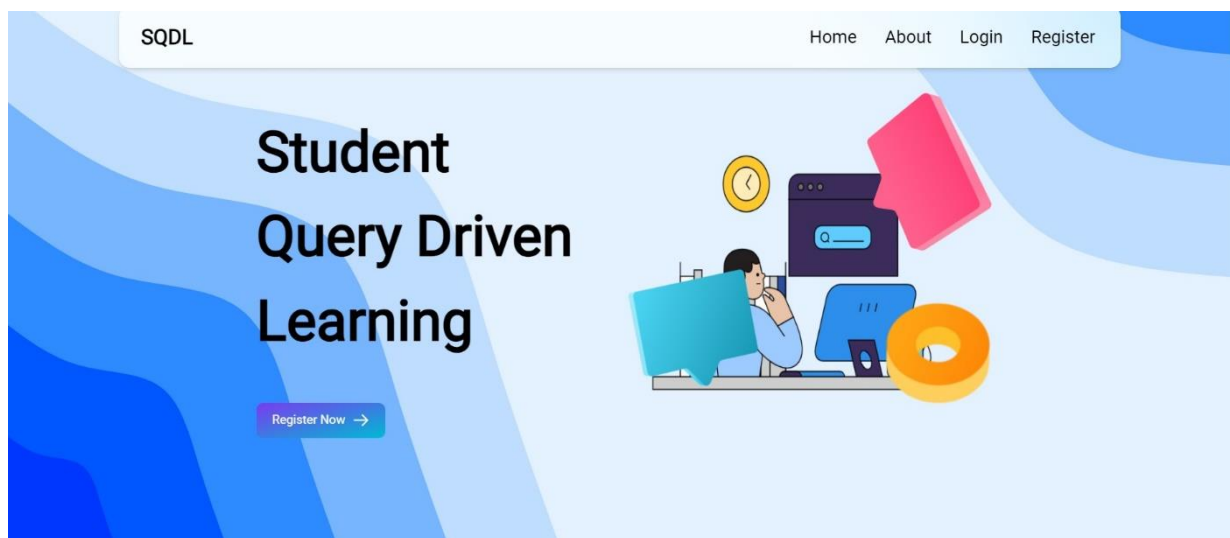 SQDL
Home About Login Register
Student
Query Driven
Learning
Register Now